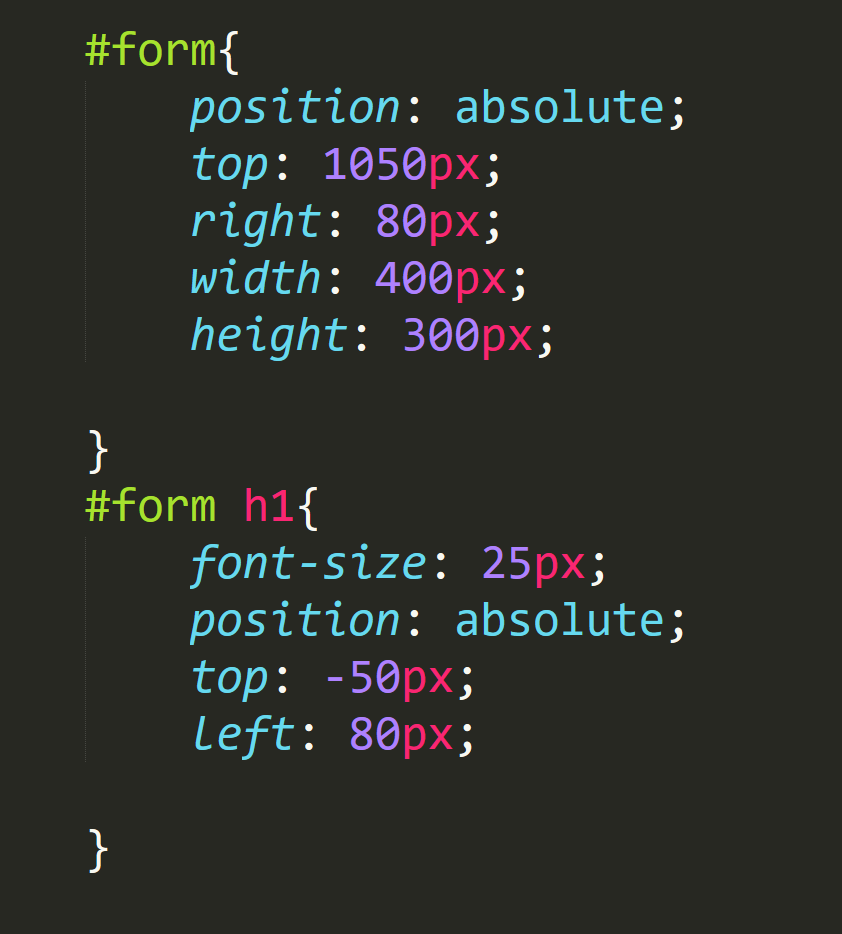 #form{
position: absolute;
top: 1050px;
right: 80px;
width: 400px;
height: 300px;
}
#form h1{
font-size: 25px;
position: absolute;
top: -50px;
left: 80px;
}